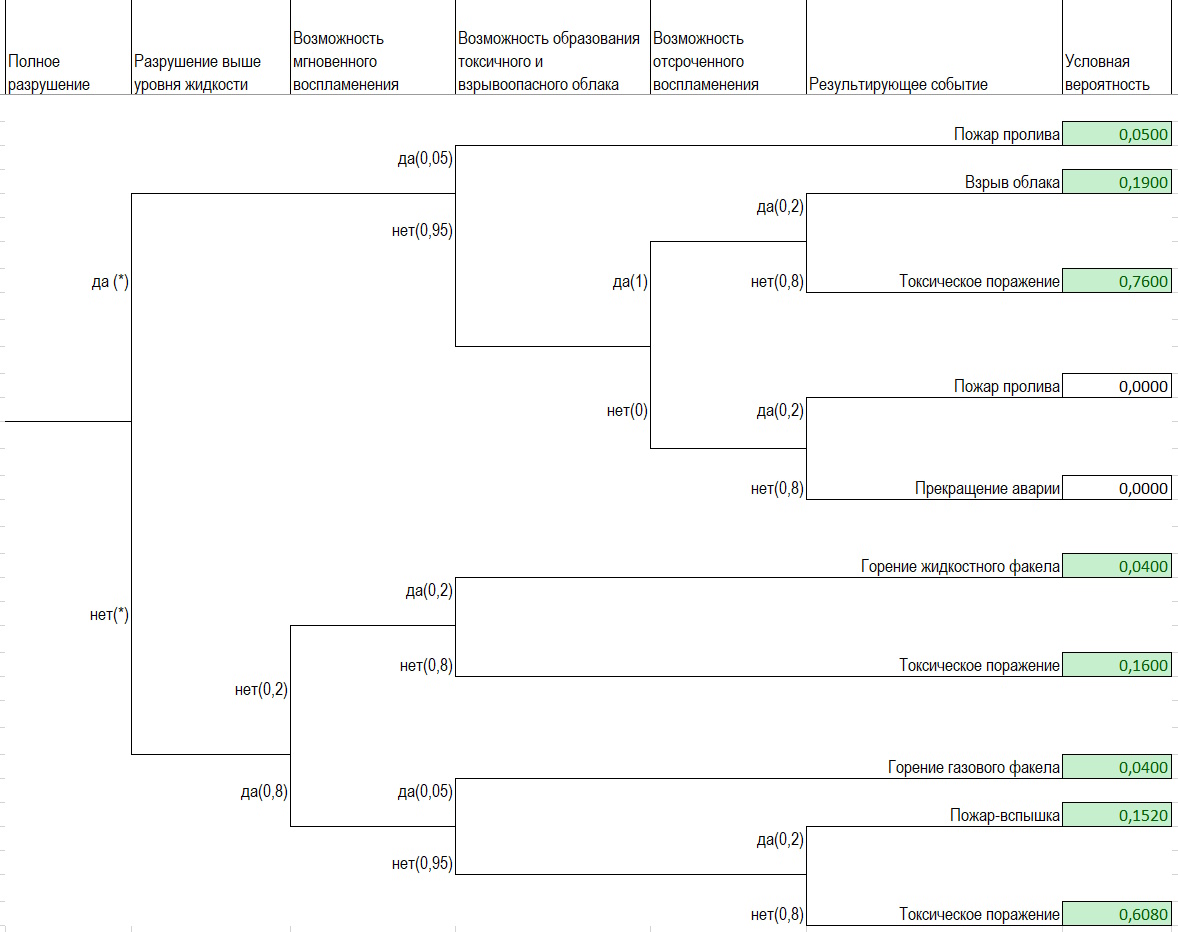 Полное
разрушение
Разрушение выше
уровня жидкости
Возможность
мгновенного
воспламенения
Возможность образования
токсичного и
взрывоопасного облака
Возможность
отсроченного
воспламенения
Результирующее событие
Условная
вероятность
Пожар пролива 0,0500
да(0,05)
Взрыв облака 0,1900
да(0,2)
нет(0,95)
да (*)
да(1)
нет(0,8)
Токсическое поражение 0,7600
Пожар пролива 0,0000
нет(0)
да(0,2)
нет(0,8)
Прекращение аварии 0,0000
Горение жидкостного факела 0,0400
да(0,2)
нет(*)
нет(0,8)
Токсическое поражение 0,1600
нет(0,2)
Горение газового факела 0,0400
да(0,8)
да(0,05)
Пожар-вспышка 0,1520
да(0,2)
нет(0,95)
нет(0,8)
Токсическое поражение 0,6080